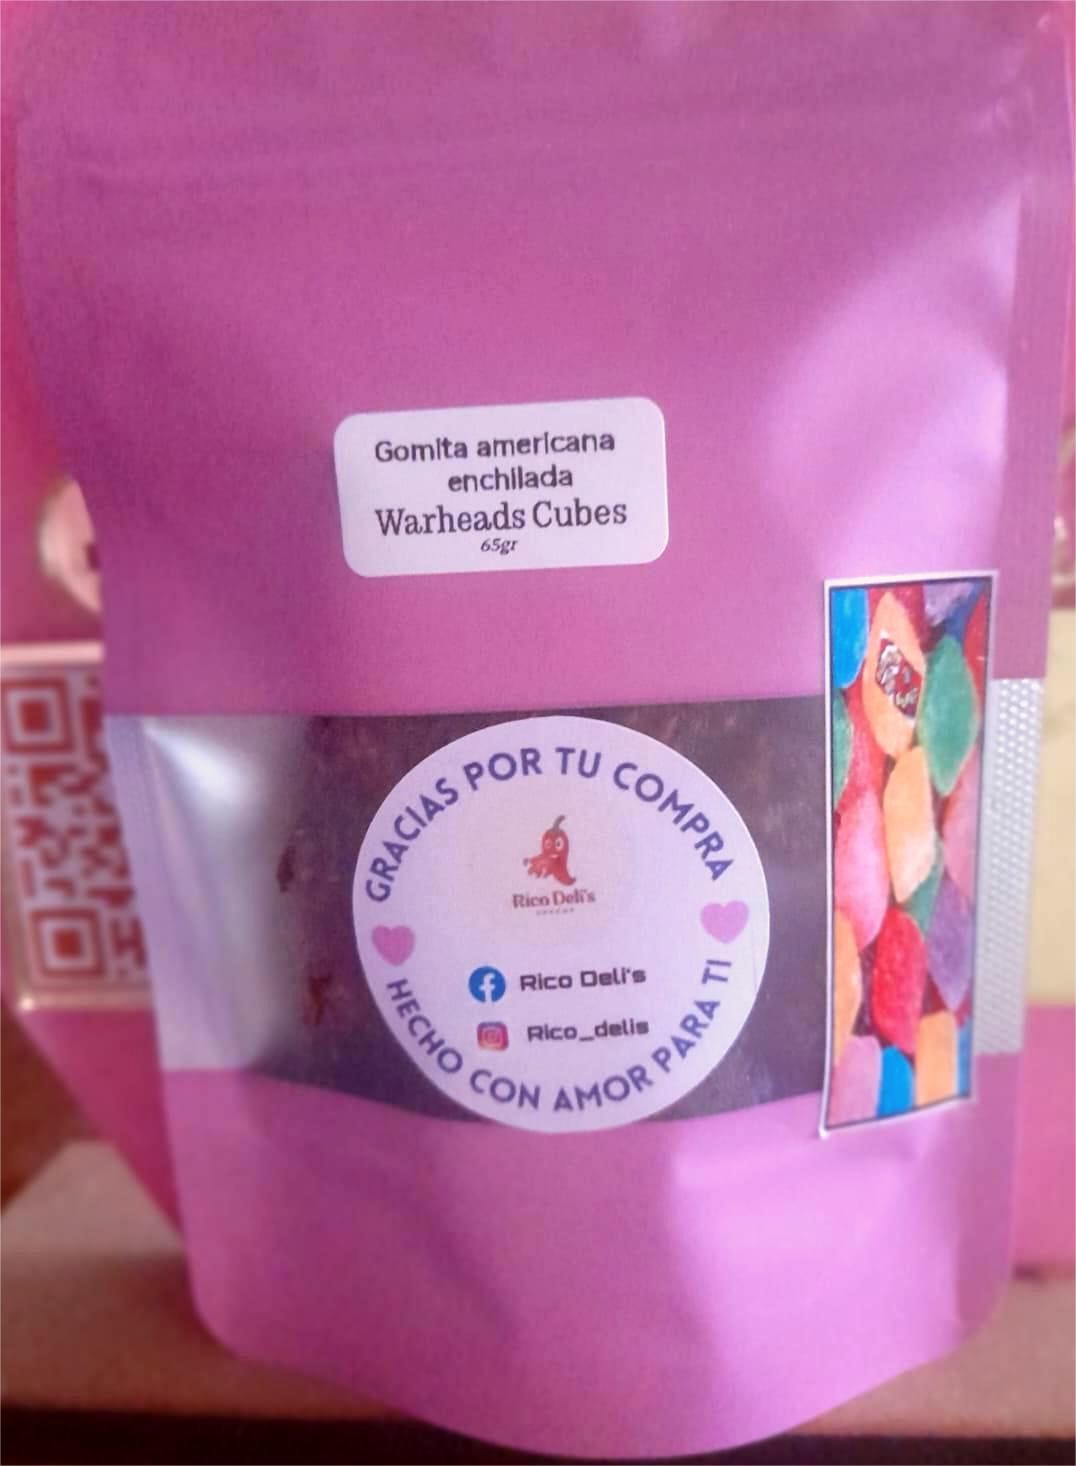 Gomita americana
enchilada
Warheads Cubes
65gr
GRACIAS POR TU COMPRA
Rico Deli's
Rico Deli's
Rico_delis
HECHO CON AMOR PARA TI